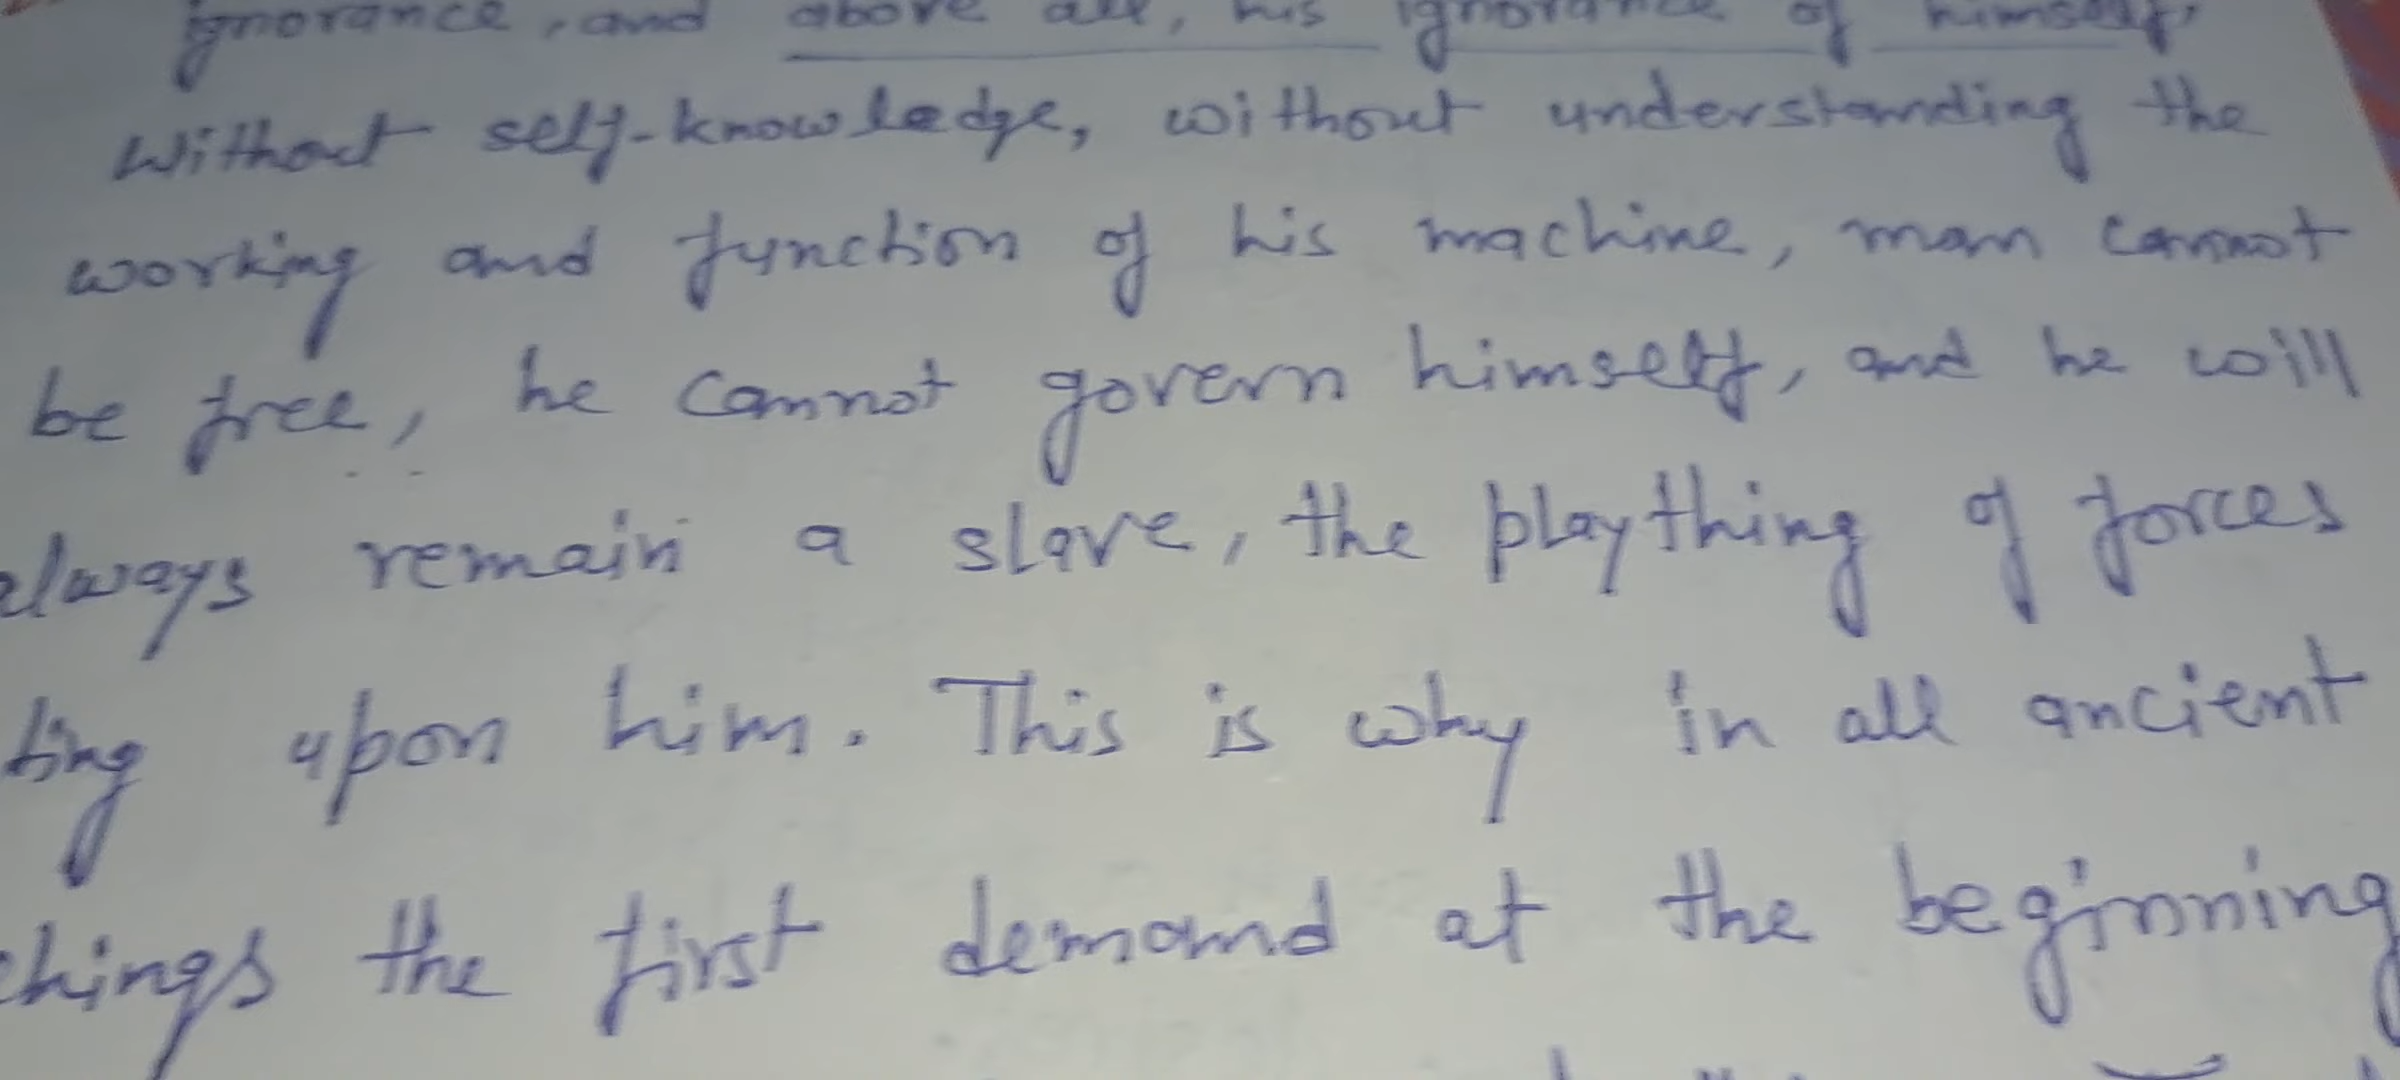 ignorance, and above all, his ignorance of himself.
Without self-knowledge, without understanding the
working and function of his machine, man cannot
be free, he cannot govern himself, and he will
always remain a slave, the plaything of forces
ting upon him. This is why in all ancient
chings the first demand at the beginning